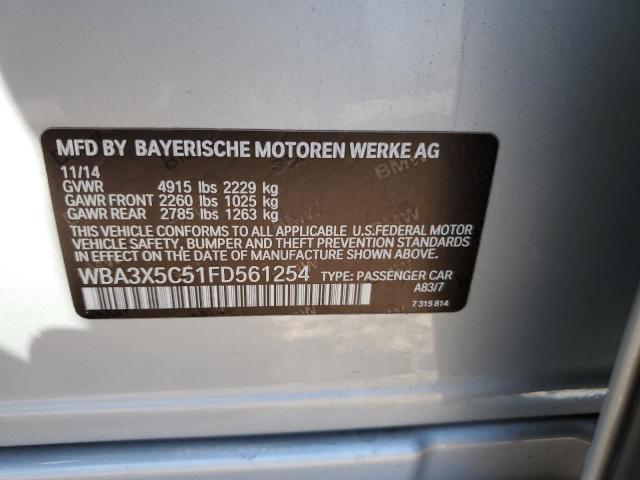 MFD BY BAYERISCHE MOTOREN WERKE AG
11/14
GVWR 4915 lbs 2229 kg
GAWR FRONT 2260 lbs 1025 kg
GAWR REAR 2785 lbs 1263 kg
THIS VEHICLE CONFORMS TO ALL APPLICABLE U.S.FEDERAL MOTOR
VEHICLE SAFETY, BUMPER AND THEFT PREVENTION STANDARDS
IN EFFECT ON THE DATE OF MANUFACTURE SHOWN ABOVE.
WBA3X5C51FD561254 TYPE: PASSENGER CAR
A83/7
7 315 814